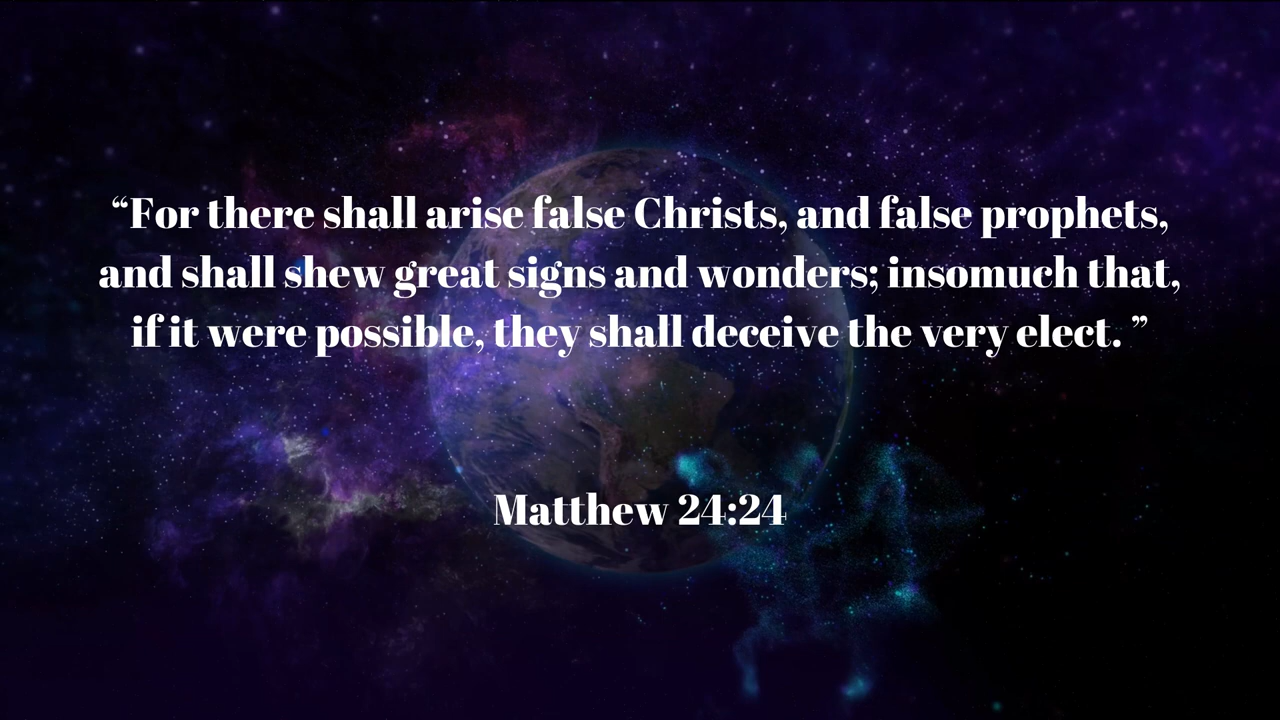 “For there shall arise false Christs, and false prophets,
and shall shew great signs and wonders; insomuch that,
if it were possible, they shall deceive the very elect. ”
Matthew 24:24